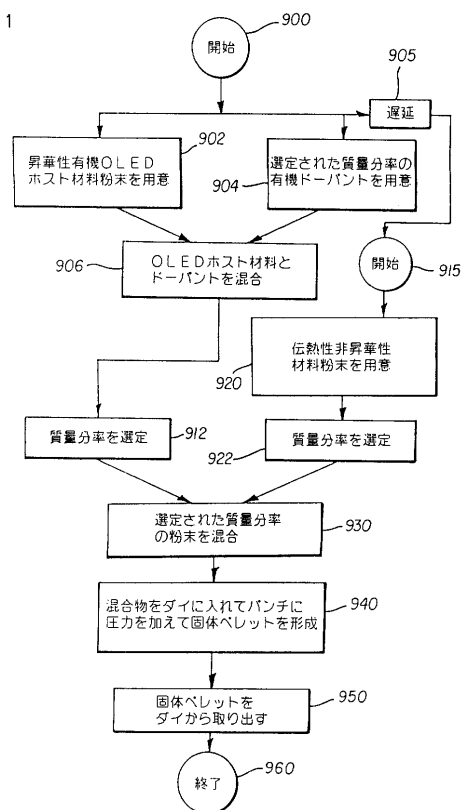 1
開始
900
905
遅延
902
昇華性有機OLED
ホスト材料粉末を用意
904
選定された質量分率の
有機ドーパントを用意
906
OLEDホスト材料と
ドーパントを混合
開始
915
920
伝熱性非昇華性
材料粉末を用意
質量分率を選定
912
922
質量分率を選定
選定された質量分率
の粉末を混合
930
混合物をダイに入れてパンチに
圧力を加えて固体ペレットを形成
940
固体ペレットを
ダイから取り出す
950
終了
960